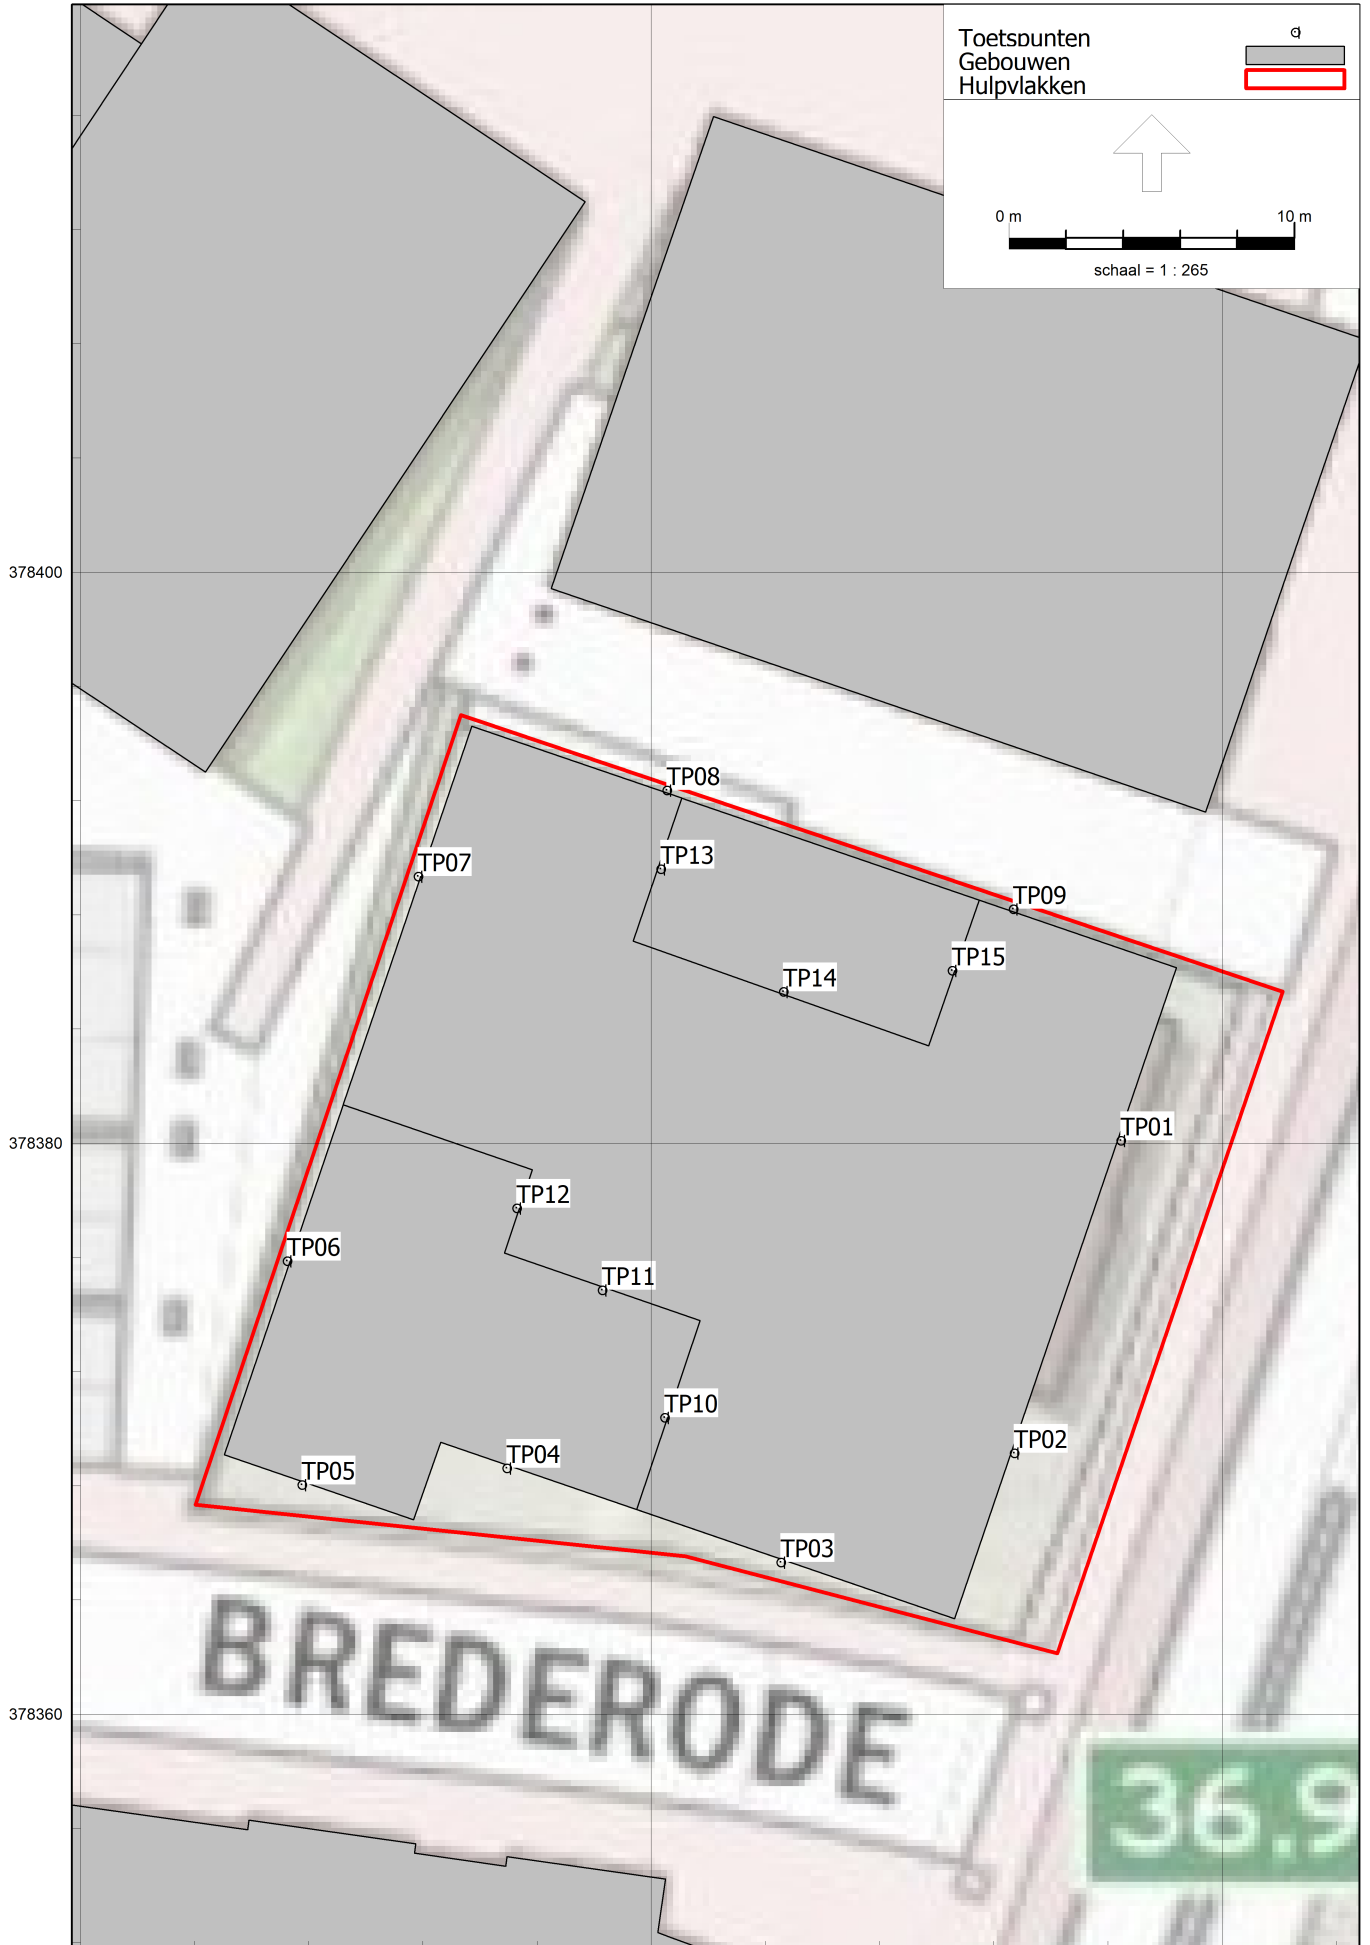 Toetspunten
Gebouwen
Hulpvlakken
0 m 10 m
schaal = 1 : 265
378400
TP08
TP13
TP07
TP09
TP15
TP14
378380
TP01
TP12
TP06
TP11
TP10
TP02
TP04
TP05
TP03
BREDERODE
378360
36.9